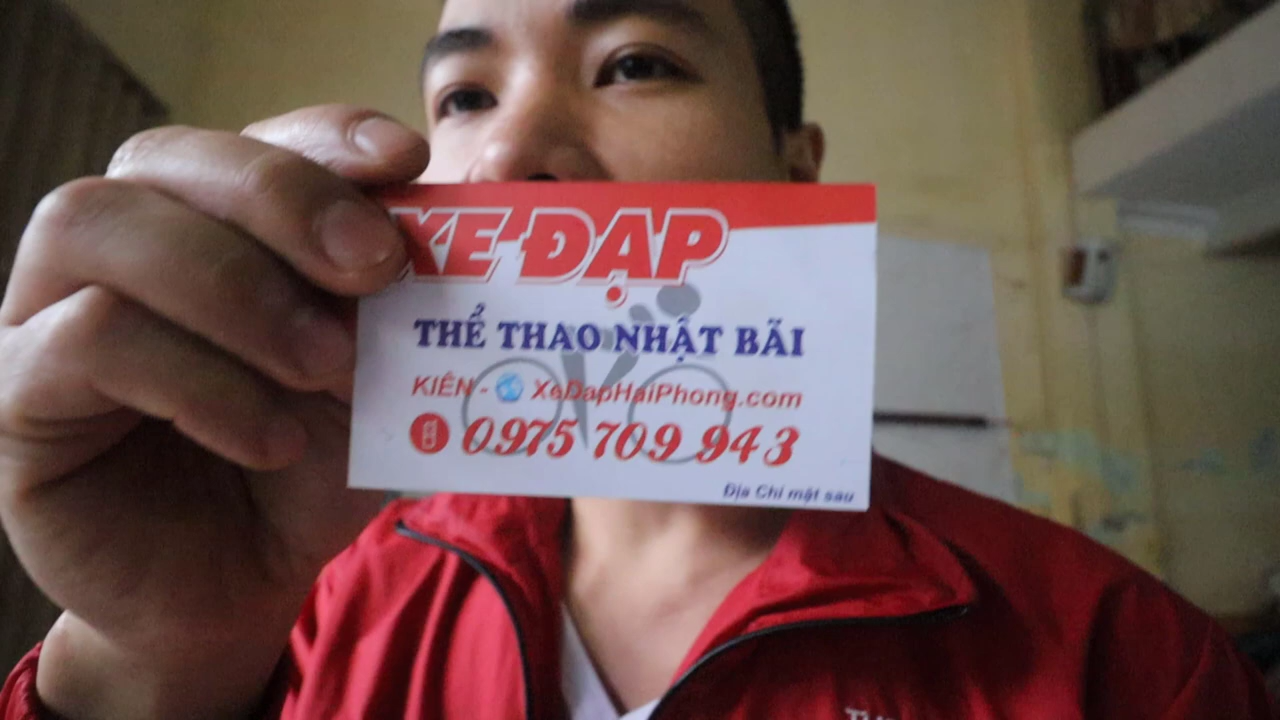 XE ĐẠP
THỂ THAO NHẬT BÃI
KIÊN - XeDapHaiPhong.com
0975 709 943
Địa Chỉ mặt sau